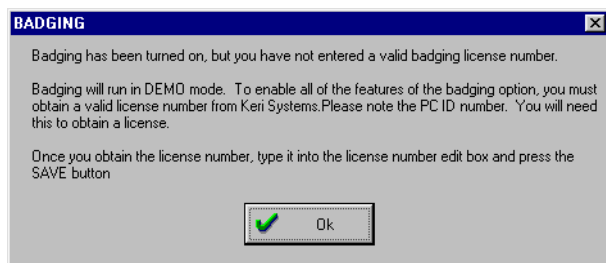 BADGING
Badging has been turned on, but you have not entered a valid badging license number.
Badging will run in DEMO mode. To enable all of the features of the badging option, you must
obtain a valid license number from Keri Systems.Please note the PC ID number. You will need
this to obtain a license.
Once you obtain the license number, type it into the license number edit box and press the
SAVE button
Ok